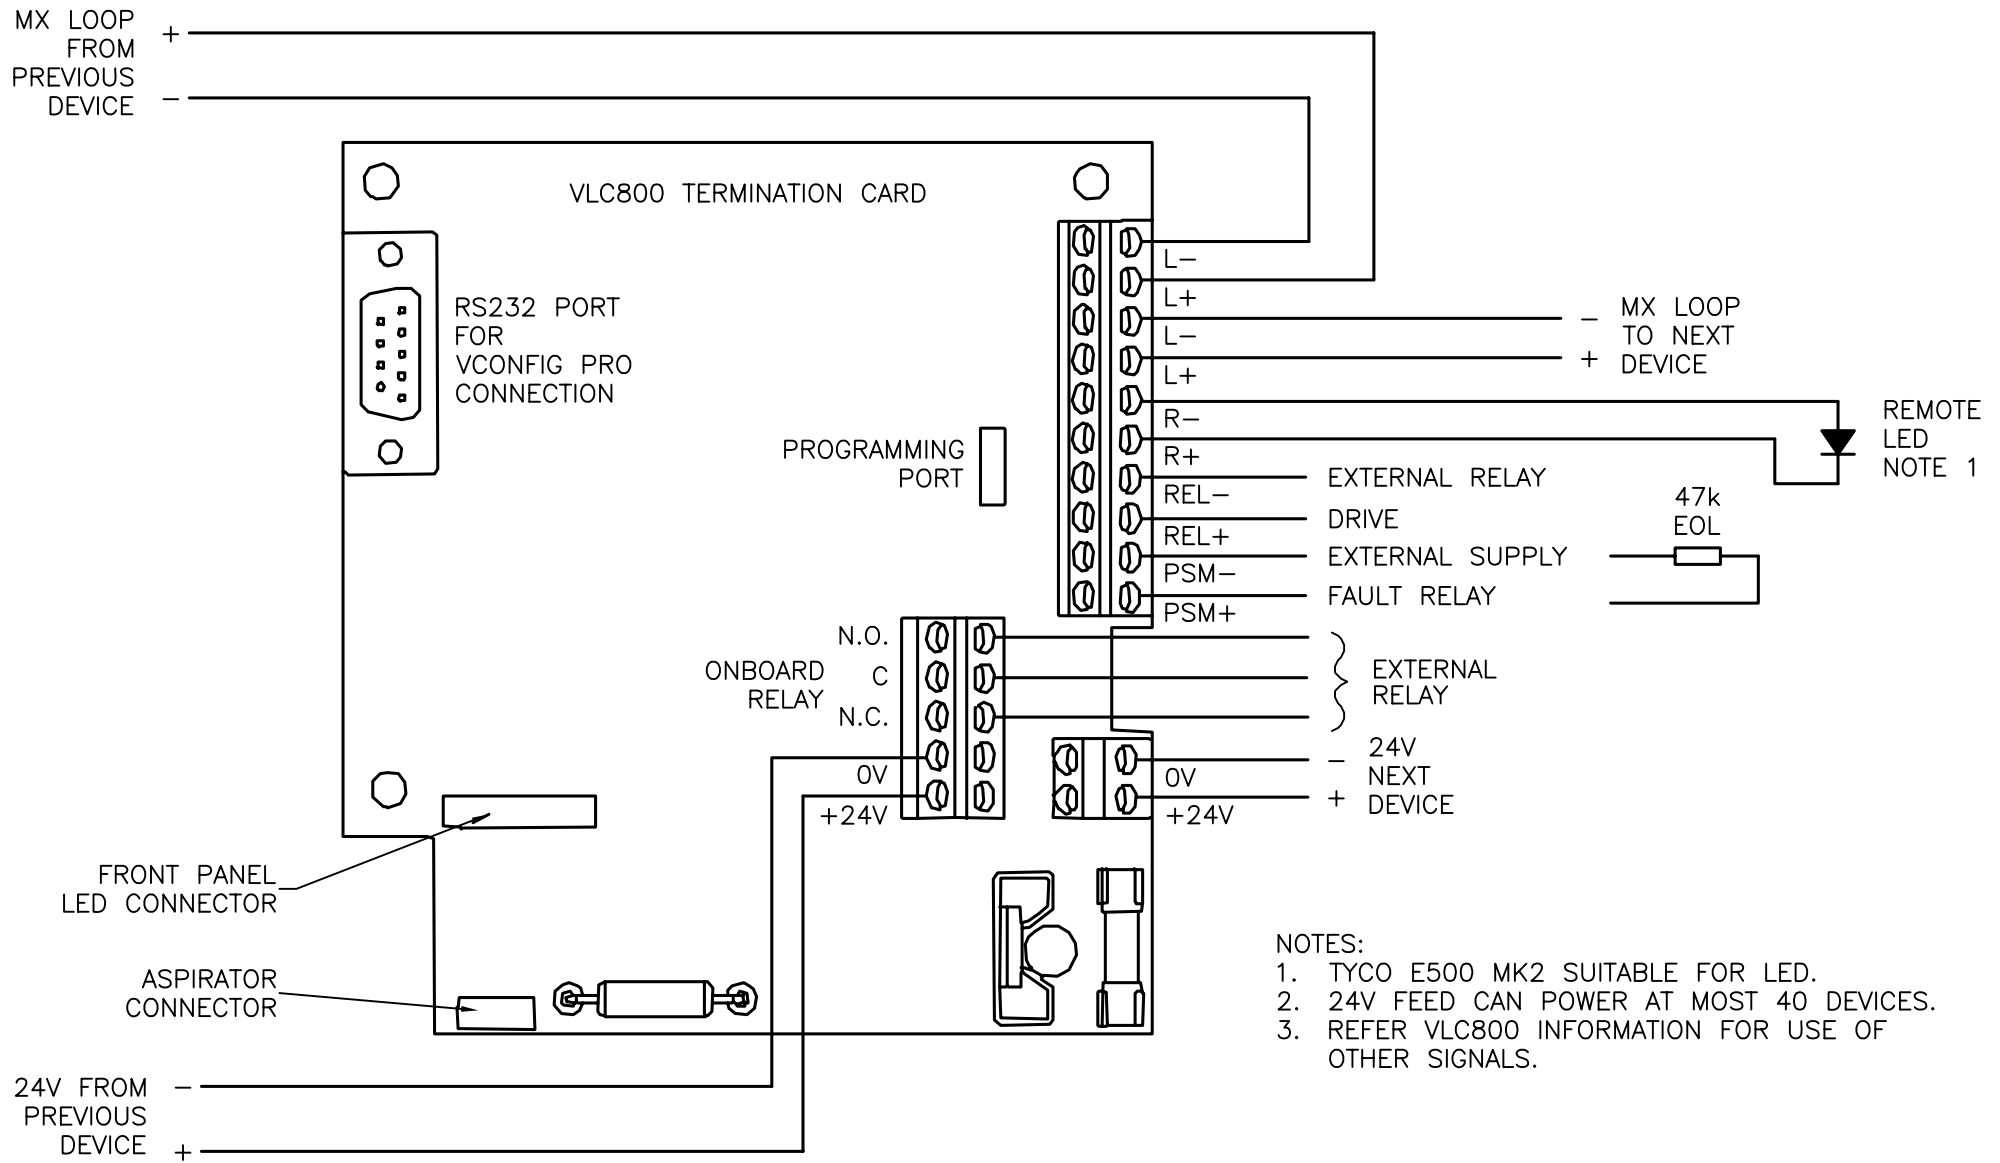 MX LOOP
FROM
PREVIOUS
DEVICE
+
−
VLC800 TERMINATION CARD
RS232 PORT
FOR
VCONFIG PRO
CONNECTION
PROGRAMMING
PORT
L−
L+
L−
L+
R−
R+
REL−
REL+
PSM−
PSM+
− MX LOOP
TO NEXT
+ DEVICE
REMOTE
LED
NOTE 1
EXTERNAL RELAY
DRIVE
EXTERNAL SUPPLY
FAULT RELAY
47k
EOL
ONBOARD
RELAY
N.O.
C
N.C.
0V
+24V
EXTERNAL
RELAY
0V
+24V
− 24V
NEXT
+ DEVICE
FRONT PANEL
LED CONNECTOR
ASPIRATOR
CONNECTOR
24V FROM −
PREVIOUS
DEVICE +
NOTES:
1. TYCO E500 MK2 SUITABLE FOR LED.
2. 24V FEED CAN POWER AT MOST 40 DEVICES.
3. REFER VLC800 INFORMATION FOR USE OF
OTHER SIGNALS.